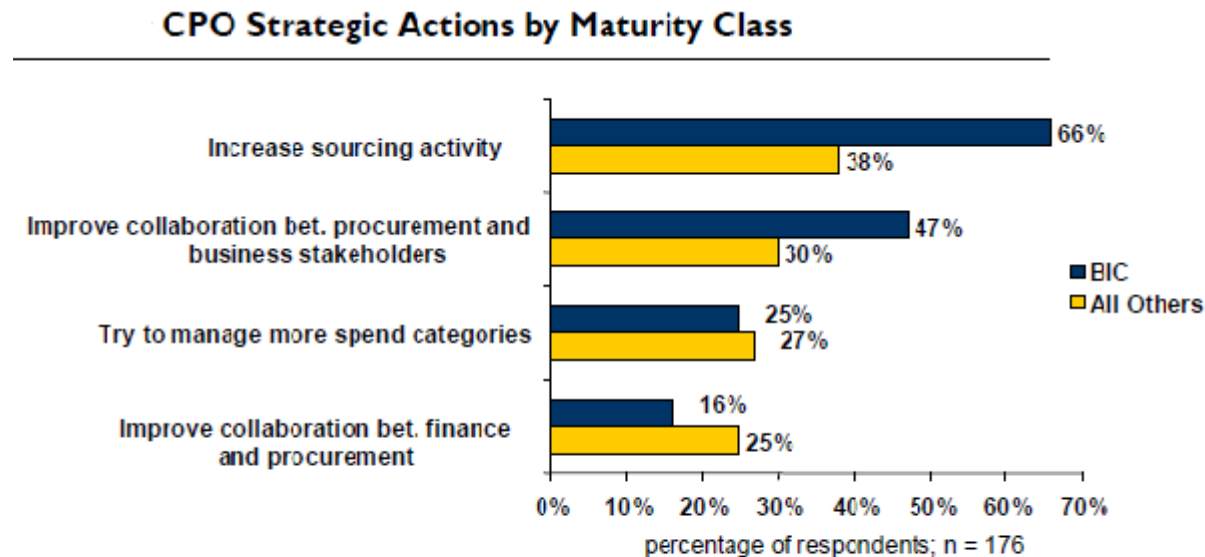 CPO Strategic Actions by Maturity Class
Increase sourcing activity
66%
38%
Improve collaboration bet. procurement and
business stakeholders
47%
30%
Try to manage more spend categories
25%
27%
Improve collaboration bet. finance
and procurement
16%
25%
BIC
All Others
0% 10% 20% 30% 40% 50% 60% 70%
percentage of respondents; n = 176